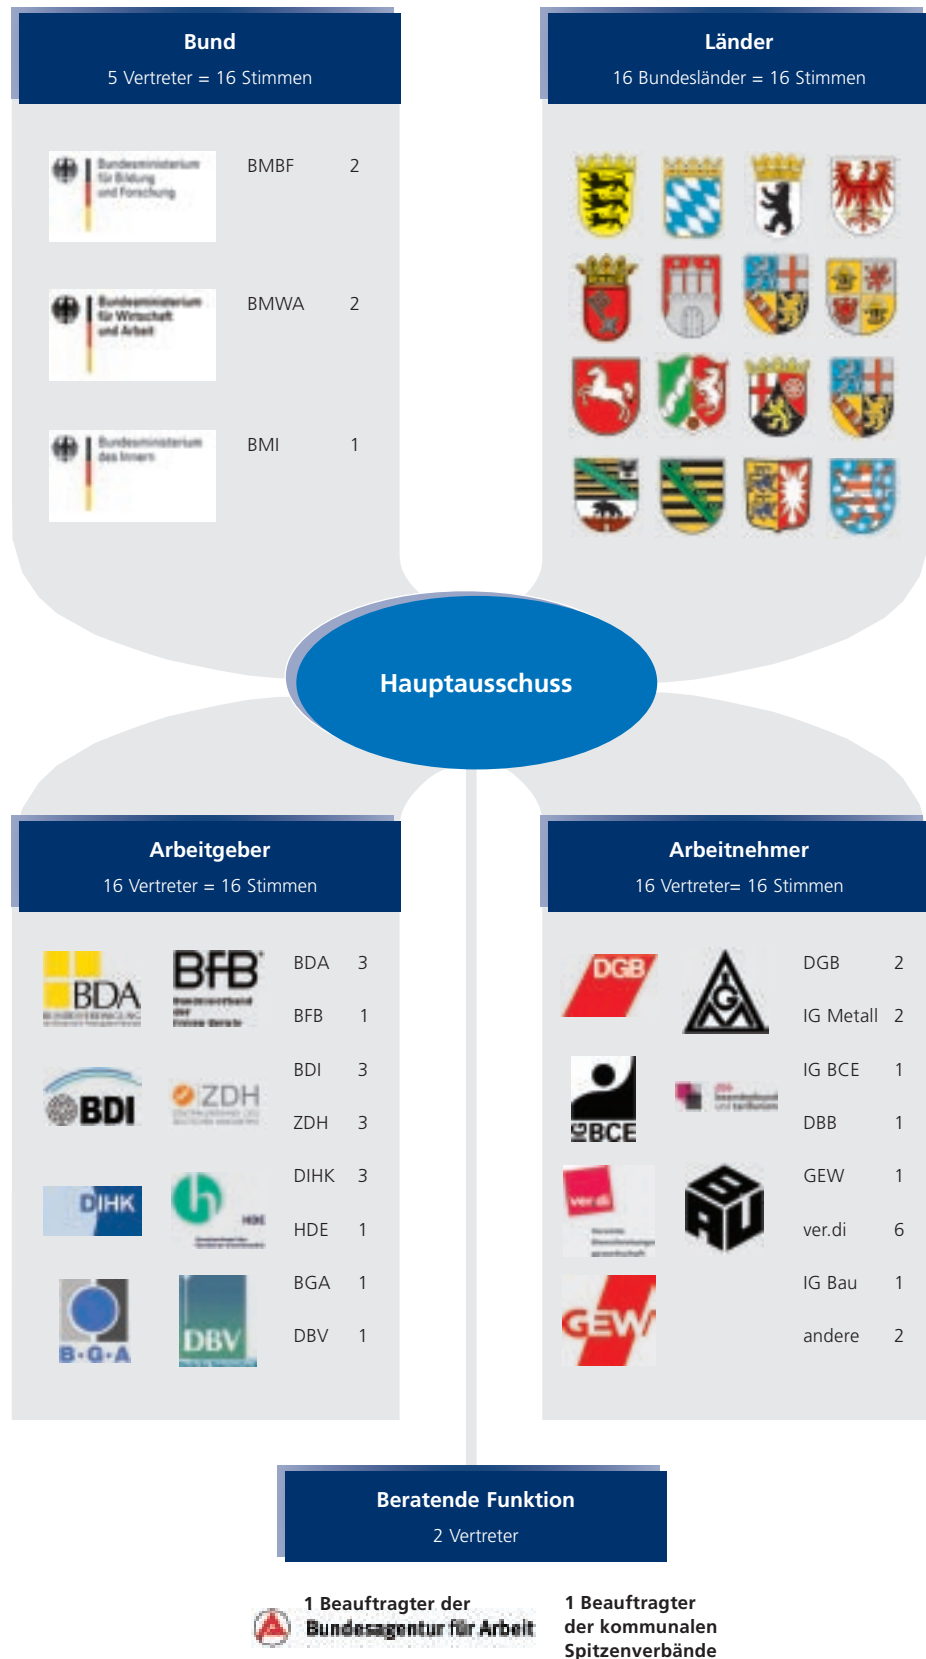 Bund
5 Vertreter = 16 Stimmen
Länder
16 Bundesländer = 16 Stimmen
Bundesministerium
für Bildung
und Forschung
BMBF 2
Bundesministerium
für Wirtschaft
und Arbeit
BMWA 2
Bundesministerium
des Innern
BMI 1
Hauptausschuss
Arbeitgeber
16 Vertreter = 16 Stimmen
BDA
BFB
BDI
ZDH
DIHK
HDE
B·G·A
DBV
BDA 3
BFB 1
BDI 3
ZDH 3
DIHK 3
HDE 1
BGA 1
DBV 1
Arbeitnehmer
16 Vertreter= 16 Stimmen
DGB
IGM
IG BCE
ver.di
BAU
GEW
DGB 2
IG Metall 2
IG BCE 1
DBB 1
GEW 1
ver.di 6
IG Bau 1
andere 2
Beratende Funktion
2 Vertreter
1 Beauftragter der
Bundesagentur für Arbeit
1 Beauftragter
der kommunalen
Spitzenverbände